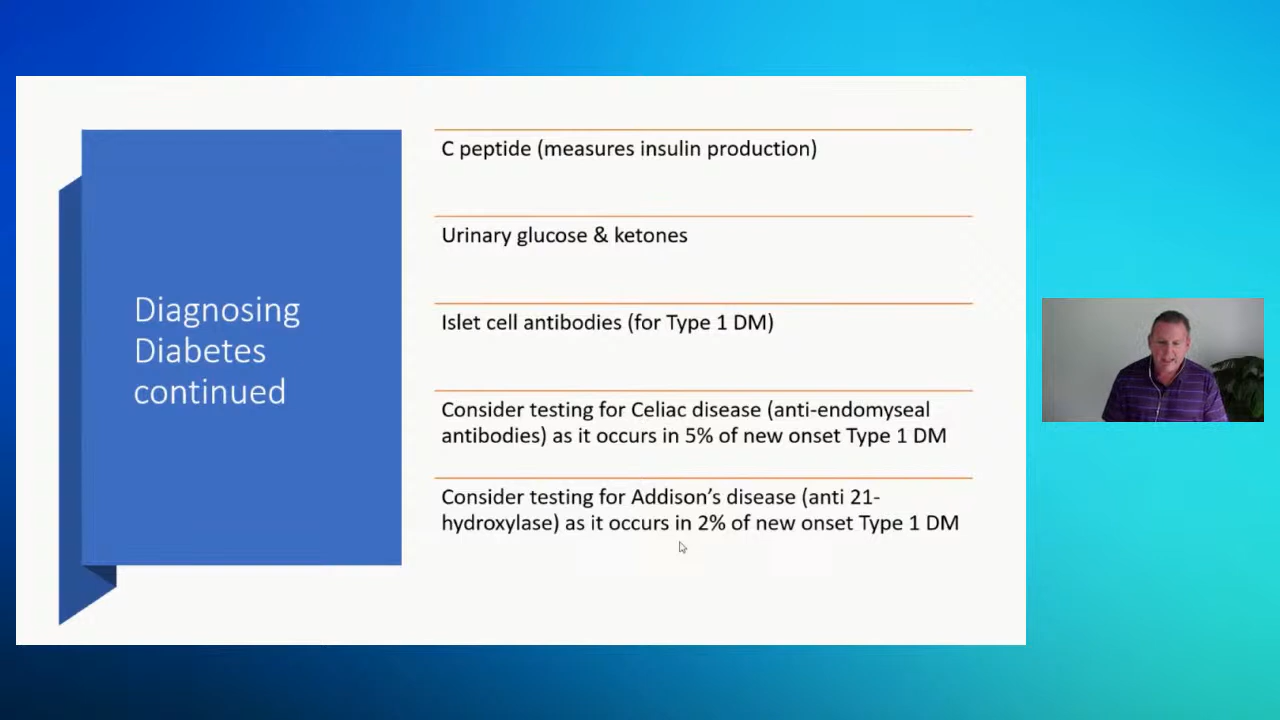 Diagnosing
Diabetes
continued
C peptide (measures insulin production)
Urinary glucose & ketones
Islet cell antibodies (for Type 1 DM)
Consider testing for Celiac disease (anti-endomyseal
antibodies) as it occurs in 5% of new onset Type 1 DM
Consider testing for Addison's disease (anti 21-
hydroxylase) as it occurs in 2% of new onset Type 1 DM